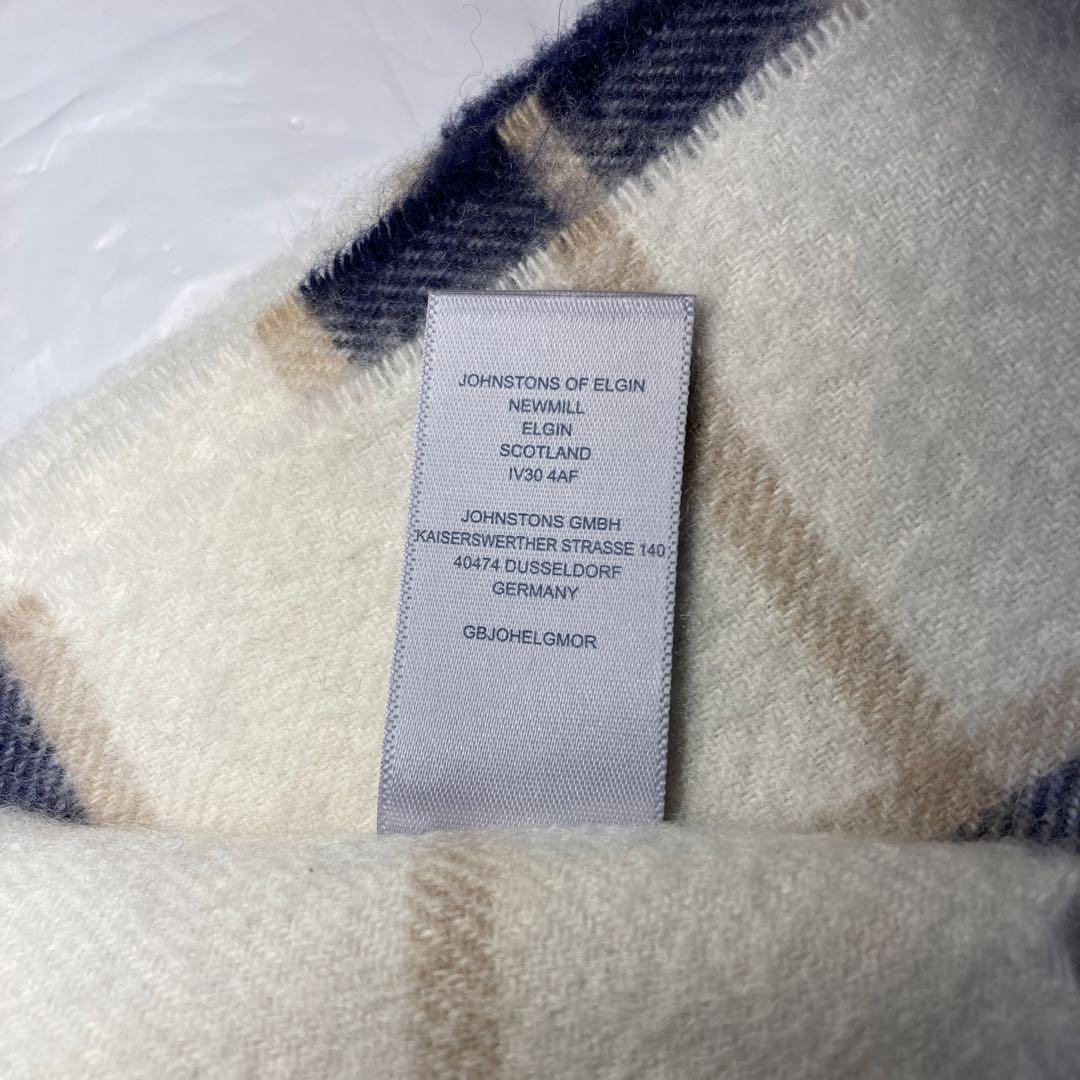 JOHNSTONS OF ELGIN
NEWMILL
ELGIN
SCOTLAND
IV30 4AF
JOHNSTONS GMBH
KAISERSWERTHER STRASSE 140
40474 DUSSELDORF
GERMANY
GBJOHELGMOR